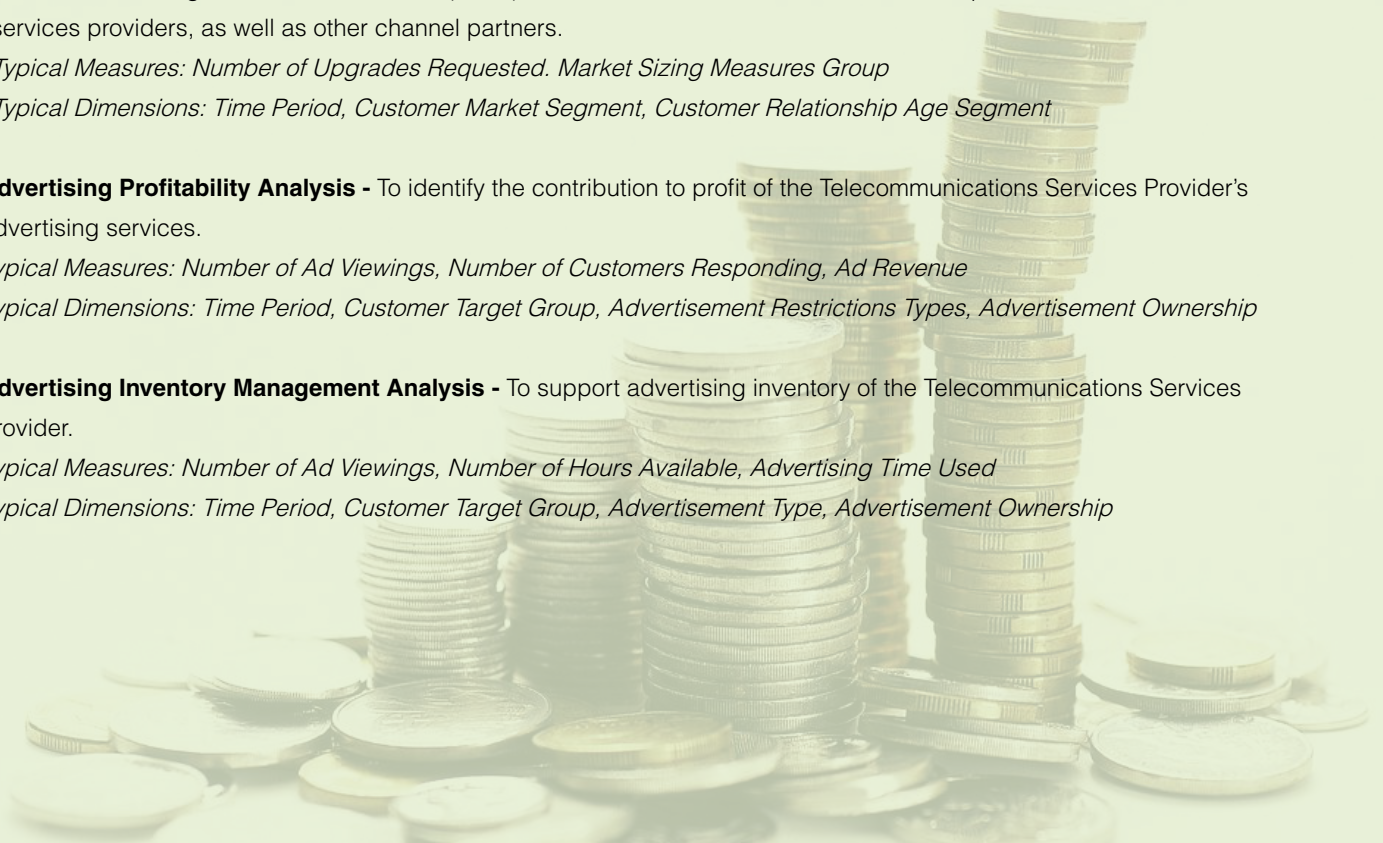 services providers, as well as other channel partners.
Typical Measures: Number of Upgrades Requested. Market Sizing Measures Group
Typical Dimensions: Time Period, Customer Market Segment, Customer Relationship Age Segment
dvertising Profitability Analysis - To identify the contribution to profit of the Telecommunications Services Provider’s
dvertising services.
ypical Measures: Number of Ad Viewings, Number of Customers Responding, Ad Revenue
ypical Dimensions: Time Period, Customer Target Group, Advertisement Restrictions Types, Advertisement Ownership
dvertising Inventory Management Analysis - To support advertising inventory of the Telecommunications Services
rovider.
ypical Measures: Number of Ad Viewings, Number of Hours Available, Advertising Time Used
ypical Dimensions: Time Period, Customer Target Group, Advertisement Type, Advertisement Ownership